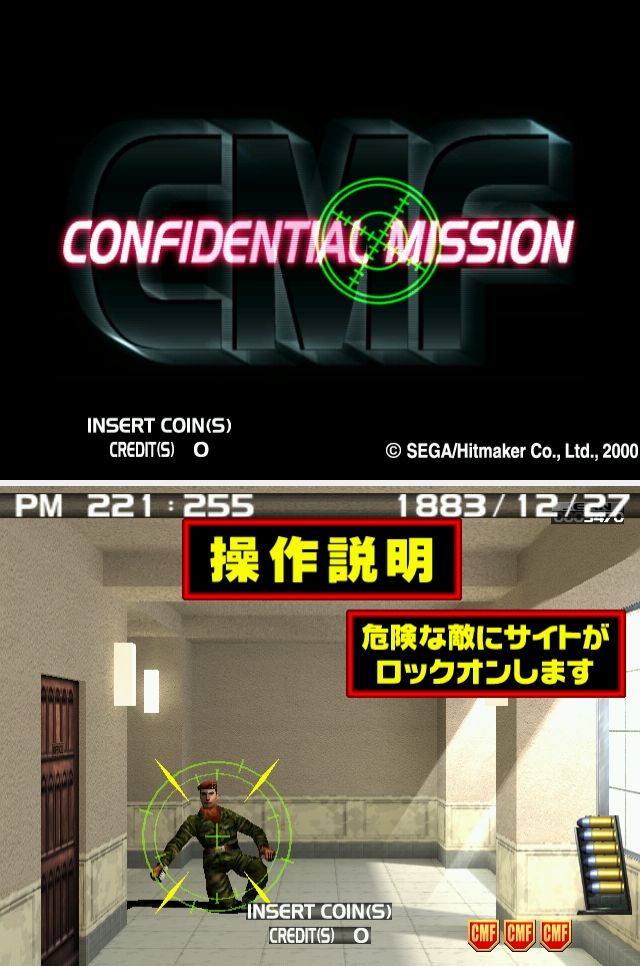 CMF
CONFIDENTIAL MISSION
INSERT COIN(S)
CREDIT(S) 0
© SEGA/Hitmaker Co., Ltd., 2000
PM 221:255
1883/12/27
操作説明
危険な敵にサイトが
ロックオンします
INSERT COIN(S)
CREDIT(S) 0
CMF CMF CMF